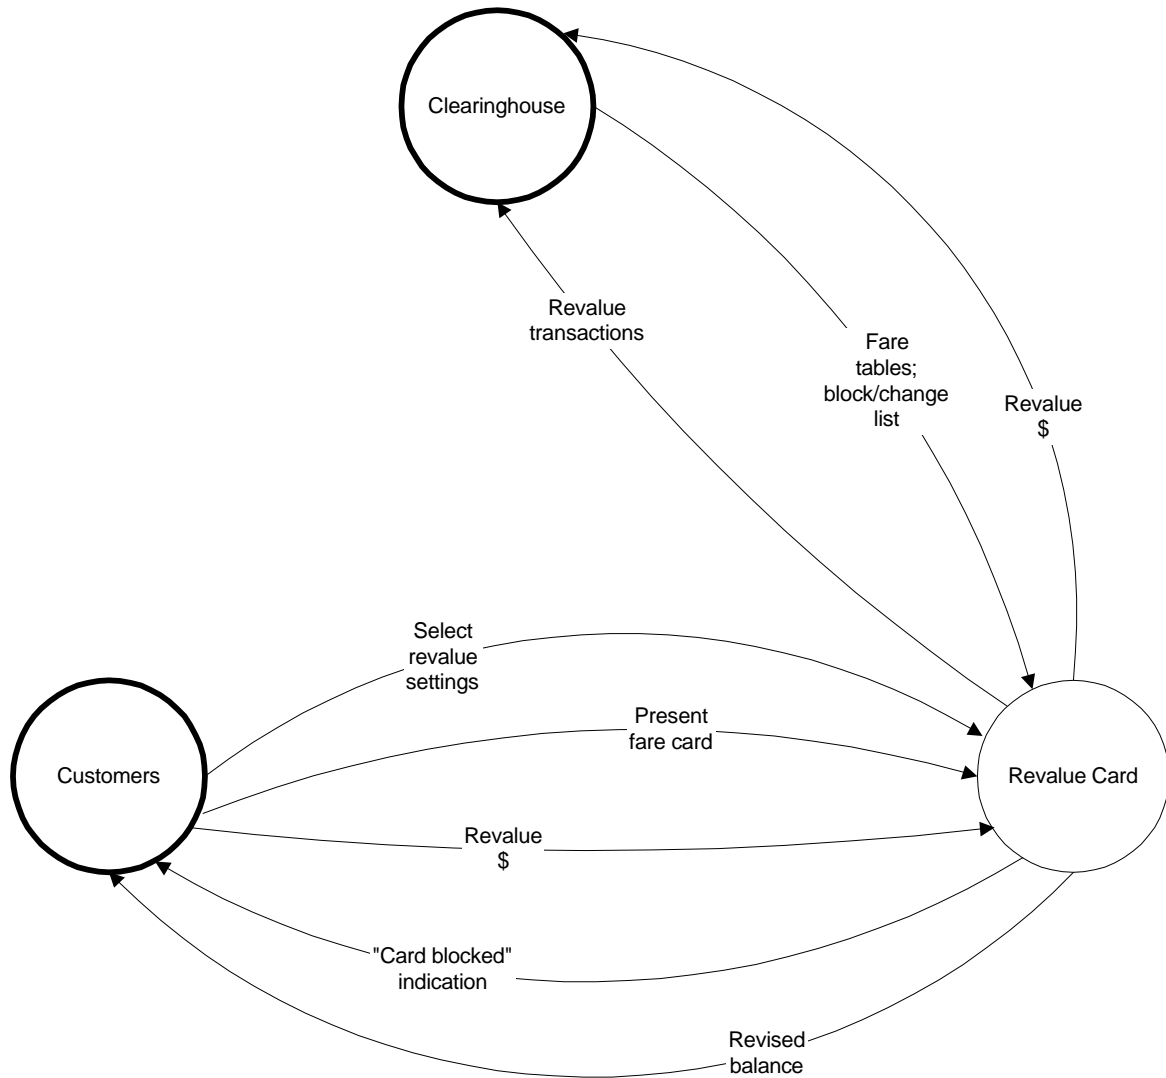 Clearinghouse
Revalue
transactions
Fare
tables;
block/change
list
Revalue
$
Select
revalue
settings
Present
fare card
Customers
Revalue Card
Revalue
$
"Card blocked"
indication
Revised
balance